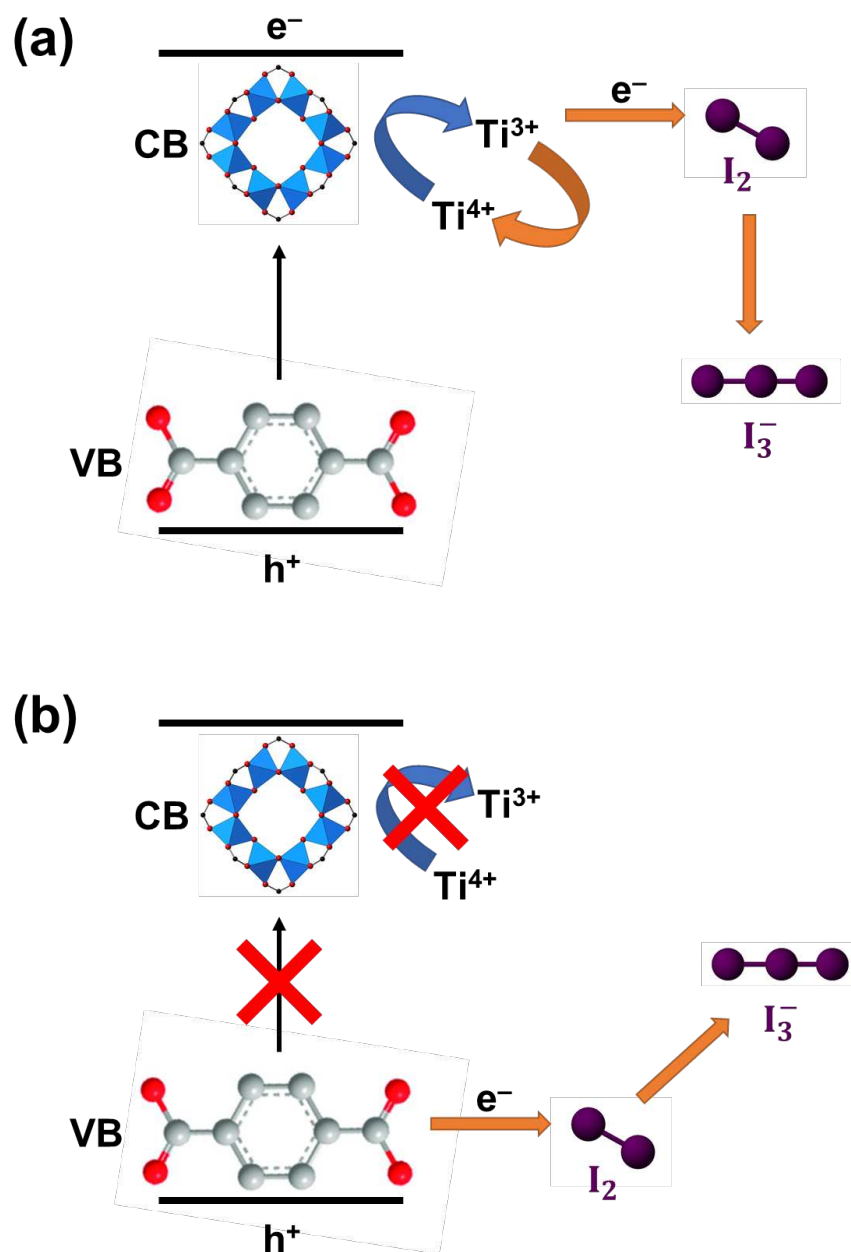 (a)
e⁻
CB
Ti³⁺
Ti⁴⁺
e⁻
I₂
I₃⁻
VB
h⁺
(b)
CB
Ti³⁺
Ti⁴⁺
I₃⁻
VB
e⁻
I₂
h⁺